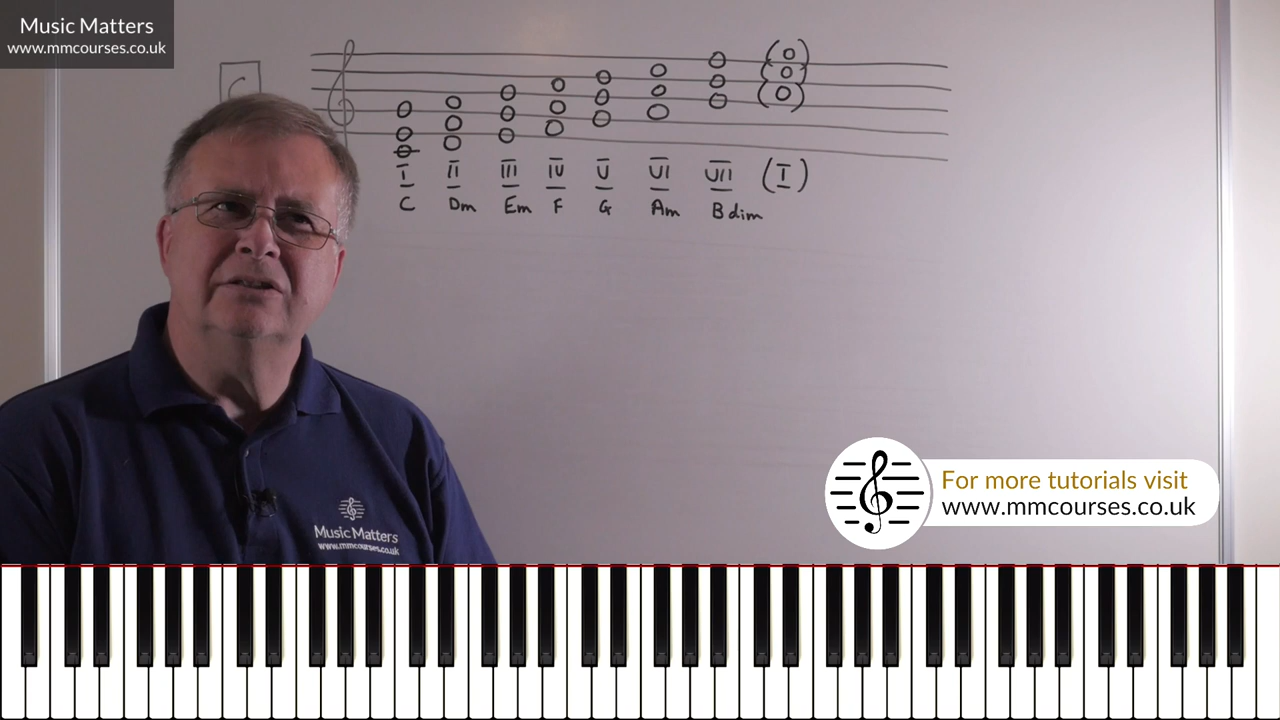 Music Matters
www.mmcourses.co.uk
C
I II III IV V VI VII (I)
C Dm Em F G Am B dim
For more tutorials visit
www.mmcourses.co.uk
Music Matters
www.mmcourses.co.uk